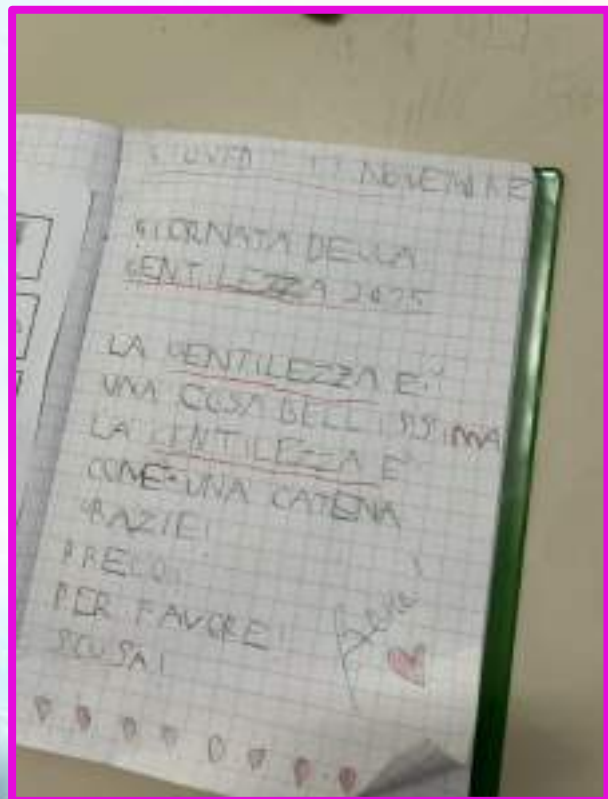 NOVEMBRE
GIORNATA DELLA
GENTILEZZA 2025
LA GENTILEZZA E'
UNA COSA BELLISSIMA
LA GENTILEZZA E'
COME UNA CATENA
GRAZIE!
PREGO!
PER FAVORE!
SCUSA!
Bene!